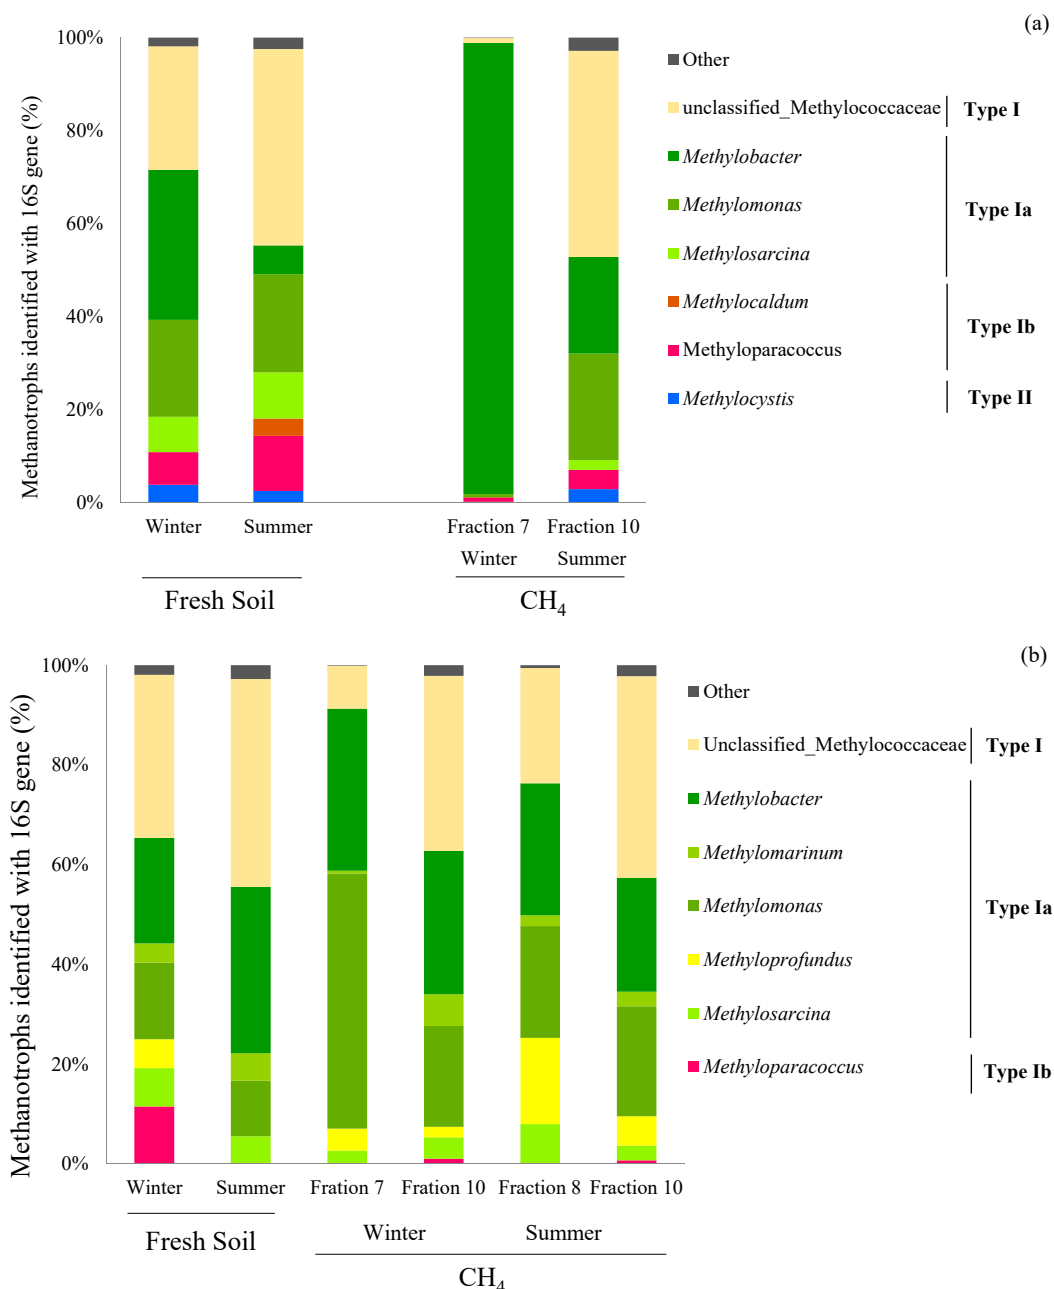 (a)
Methanotrophs identified with 16S gene (%)
100%
80%
60%
40%
20%
0%
Winter
Summer
Fraction 7
Fraction 10
Winter
Summer
Fresh Soil
CH₄
Other
unclassified_Methylococcaceae
Type I
Methylobacter
Methylomonas
Type Ia
Methylosarcina
Methylocaldum
Type Ib
Methyloparacoccus
Methylocystis
Type II
(b)
Methanotrophs identified with 16S gene (%)
100%
80%
60%
40%
20%
0%
Winter
Summer
Fration 7
Fration 10
Fraction 8
Fraction 10
Fresh Soil
Winter
Summer
CH₄
Other
Unclassified_Methylococcaceae
Type I
Methylobacter
Methylomarinum
Methylomonas
Type Ia
Methyloprofundus
Methylosarcina
Methyloparacoccus
Type Ib